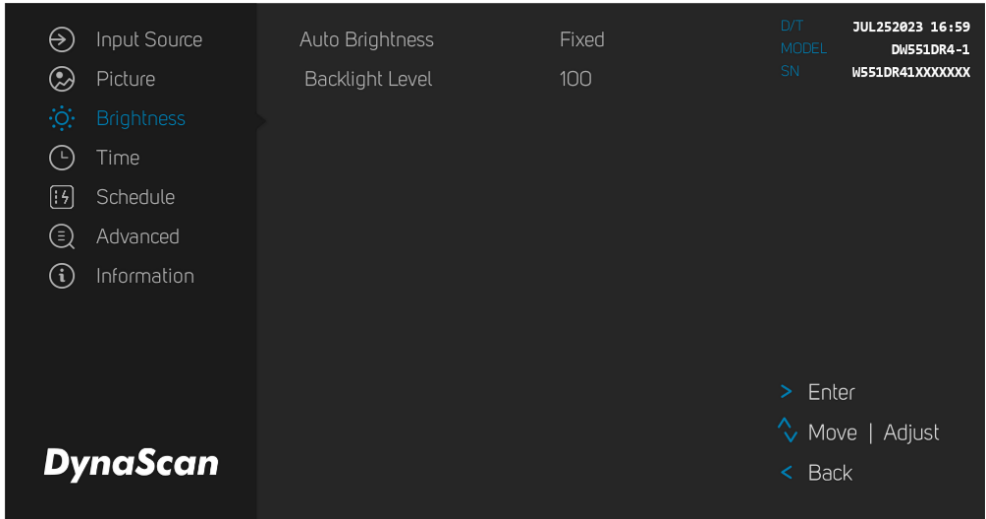 Input Source
Picture
Brightness
Time
Schedule
Advanced
Information
DynaScan
Auto Brightness Fixed
Backlight Level 100
D/T JUL252023 16:59
MODEL DW551DR4-1
SN W551DR41XXXXXXX
> Enter
Move | Adjust
< Back